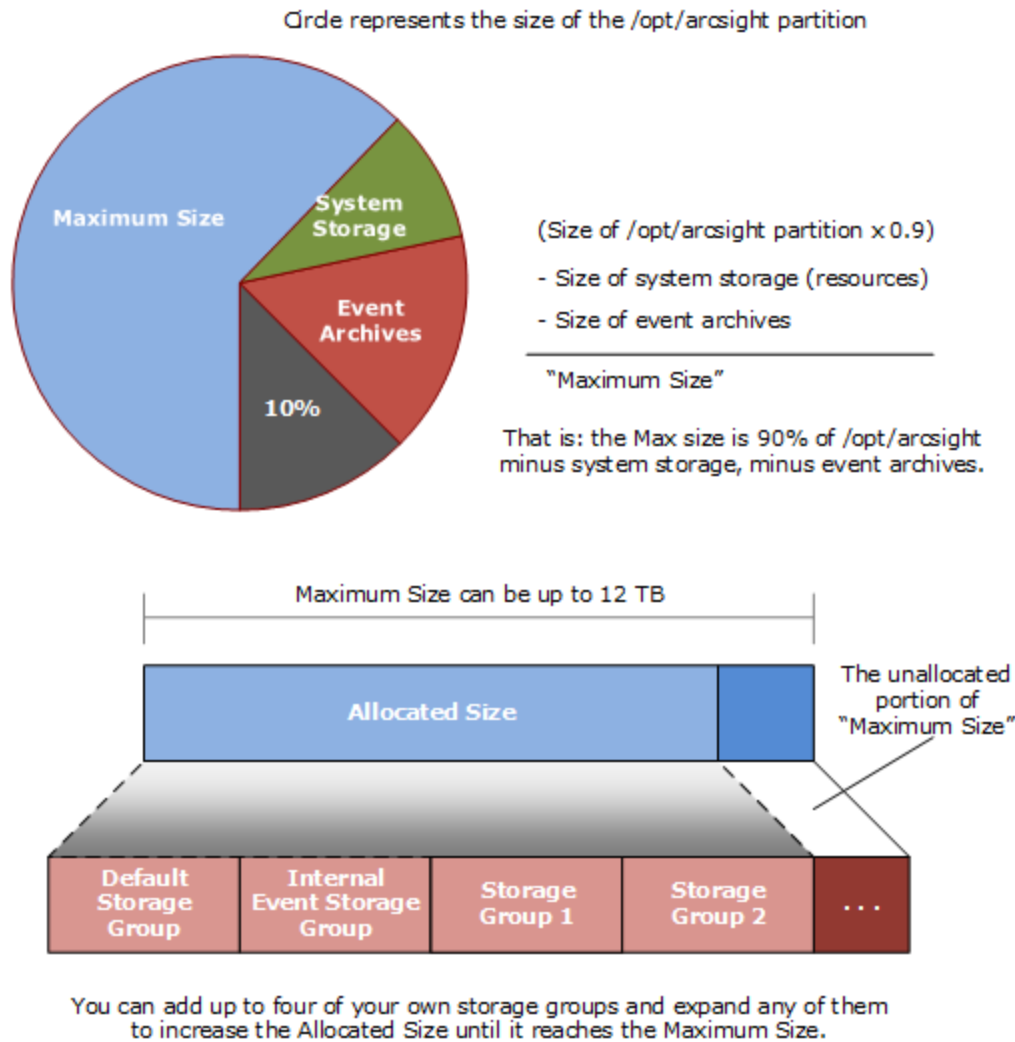 Circle represents the size of the /opt/arcsight partition
Maximum Size
System
Storage
Event
Archives
10%
(Size of /opt/arcsight partition x 0.9)
- Size of system storage (resources)
- Size of event archives
“Maximum Size”
That is: the Max size is 90% of /opt/arcsight
minus system storage, minus event archives.
Maximum Size can be up to 12 TB
Allocated Size
The unallocated
portion of
“Maximum Size”
Default
Storage
Group
Internal
Event Storage
Group
Storage
Group 1
Storage
Group 2
...
You can add up to four of your own storage groups and expand any of them
to increase the Allocated Size until it reaches the Maximum Size.